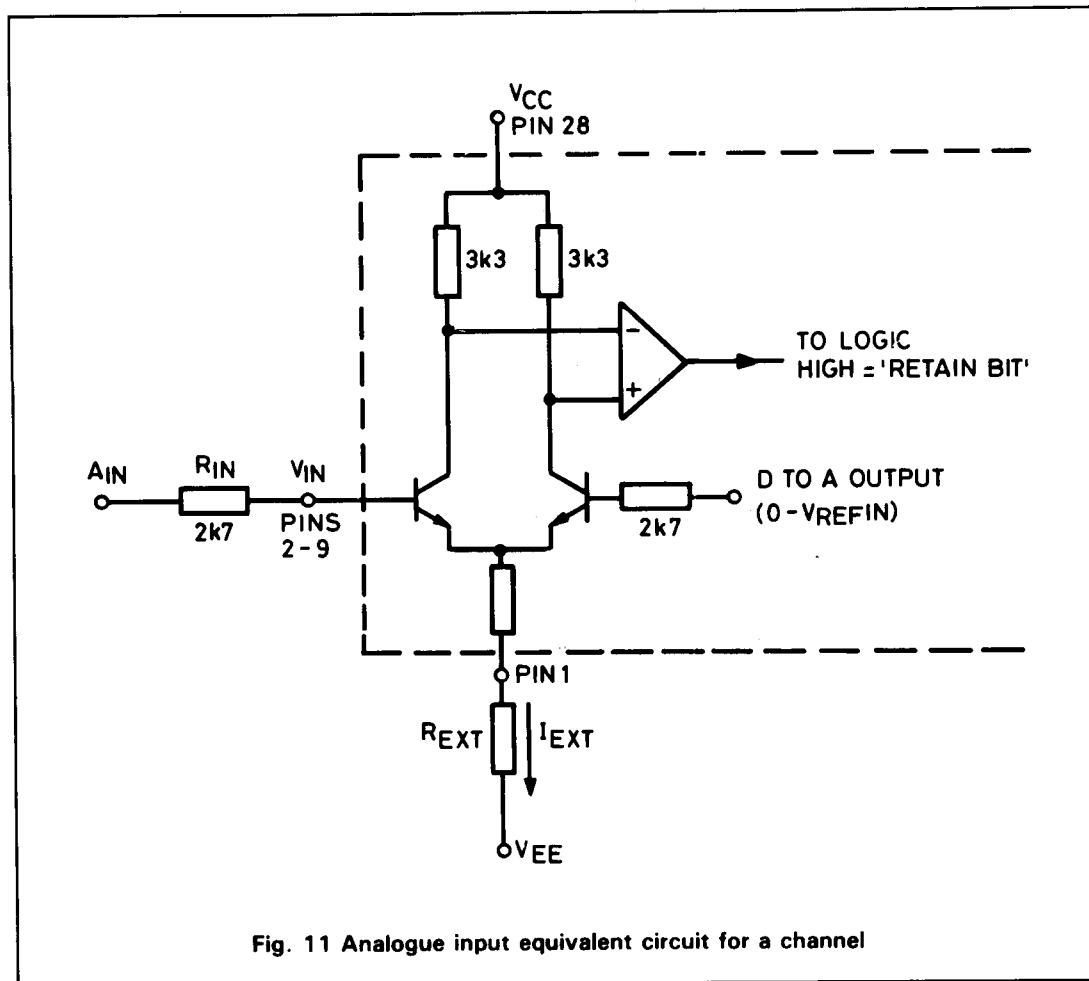 VCC
PIN 28
3k3
3k3
-
+
TO LOGIC
HIGH = 'RETAIN BIT'
AIN
RIN
2k7
VIN
PINS
2-9
2k7
D TO A OUTPUT
(0-VREFIN)
PIN 1
REXT
IEXT
VEE
Fig. 11 Analogue input equivalent circuit for a channel